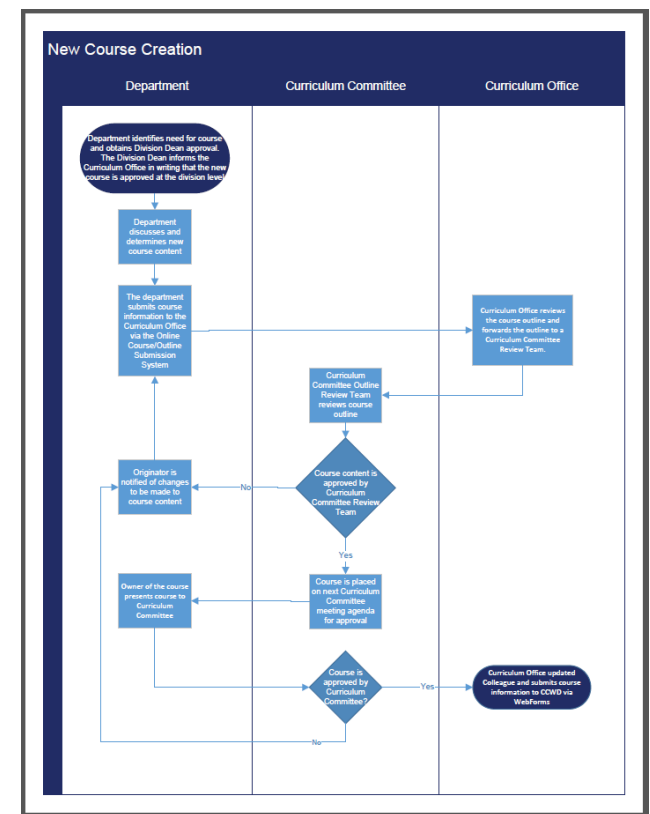 New Course Creation
Department
Curriculum Committee
Curriculum Office
Department identifies need for course
and obtains Division Dean approval.
The Division Dean informs the
Curriculum Office in writing that the new
course is approved at the division level
Department
discusses and
determines new
course content
The department
submits course
information to the
Curriculum Office
via the Online
Course/Outline
Submission
System
Curriculum Office reviews
the course outline and
forwards the outline to a
Curriculum Committee
Review Team.
Curriculum
Committee Outline
Review Team
reviews course
outline
Originator is
notified of changes
to be made to
course content
No
Course content is
approved by
Curriculum
Committee Review
Team
Yes
Owner of the course
presents course to
Curriculum
Committee
Course is placed
on next Curriculum
Committee
meeting agenda
for approval
Course is
approved by
Curriculum
Committee?
Yes
Curriculum Office updated
Colleague and submits course
information to CCWD via
WebForms
No